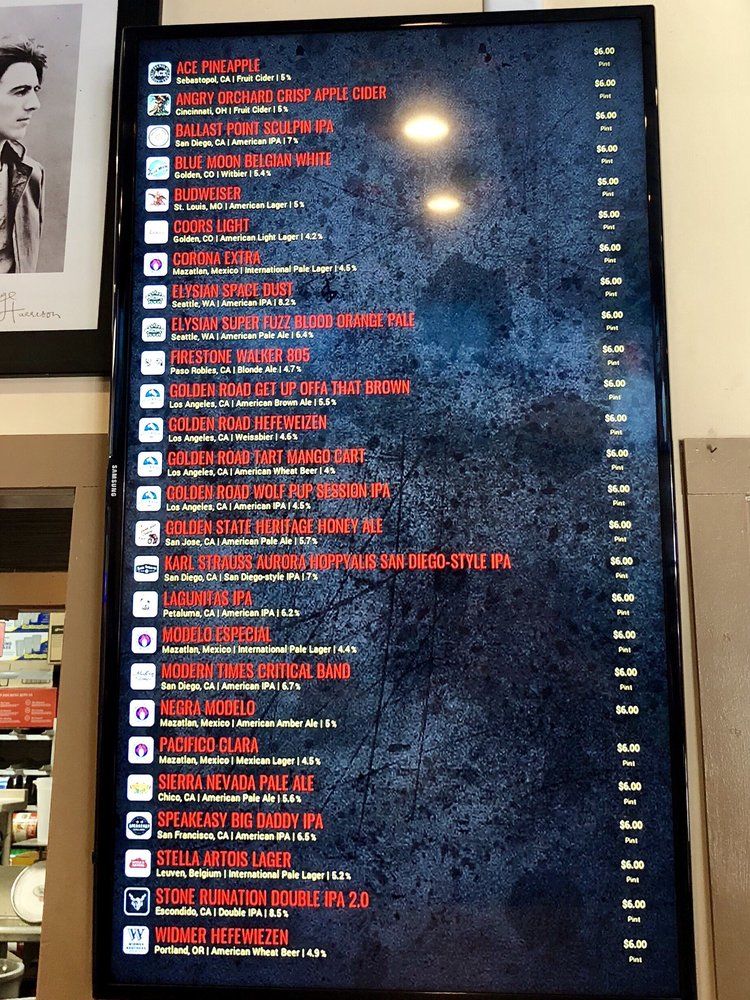 ACE PINEAPPLE $6.00
Sebastopol, CA | Fruit Cider | 5% Pint
ANGRY ORCHARD CRISP APPLE CIDER $6.00
Cincinnati, OH | Fruit Cider | 5% Pint
BALLAST POINT SCULPIN IPA $6.00
San Diego, CA | American IPA | 7% Pint
BLUE MOON BELGIAN WHITE $6.00
Golden, CO | Witbier | 5.4% Pint
BUDWEISER $5.00
St. Louis, MO | American Lager | 5% Pint
COORS LIGHT $5.00
Golden, CO | American Light Lager | 4.2% Pint
CORONA EXTRA $6.00
Mazatlan, Mexico | International Pale Lager | 4.5% Pint
ELYSIAN SPACE DUST $6.00
Seattle, WA | American IPA | 8.2% Pint
ELYSIAN SUPER FUZZ BLOOD ORANGE PALE $6.00
Seattle, WA | American Pale Ale | 6.4% Pint
FIRESTONE WALKER 805 $6.00
Paso Robles, CA | Blonde Ale | 4.7% Pint
GOLDEN ROAD GET UP OFFA THAT BROWN $6.00
Los Angeles, CA | American Brown Ale | 5.5% Pint
GOLDEN ROAD HEFEWEIZEN $6.00
Los Angeles, CA | Weissbier | 4.6% Pint
GOLDEN ROAD TART MANGO CART $6.00
Los Angeles, CA | American Wheat Beer | 4% Pint
GOLDEN ROAD WOLF PUP SESSION IPA $6.00
Los Angeles, CA | American IPA | 4.5% Pint
GOLDEN STATE HERITAGE HONEY ALE $6.00
San Jose, CA | American Pale Ale | 5.7% Pint
KARL STRAUSS AURORA HOPPYALIS SAN DIEGO-STYLE IPA $6.00
San Diego, CA | San Diego-style IPA | 7% Pint
LAGUNITAS IPA $6.00
Petaluma, CA | American IPA | 6.2% Pint
MODELO ESPECIAL $6.00
Mazatlan, Mexico | International Pale Lager | 4.4% Pint
MODERN TIMES CRITICAL BAND $6.00
San Diego, CA | American IPA | 6.7% Pint
NEGRA MODELO $6.00
Mazatlan, Mexico | American Amber Ale | 5%
PACIFICO CLARA $6.00
Mazatlan, Mexico | Mexican Lager | 4.5% Pint
SIERRA NEVADA PALE ALE $6.00
Chico, CA | American Pale Ale | 5.6% Pint
SPEAKEASY BIG DADDY IPA $6.00
San Francisco, CA | American IPA | 6.5% Pint
STELLA ARTOIS LAGER $6.00
Leuven, Belgium | International Pale Lager | 5.2% Pint
STONE RUINATION DOUBLE IPA 2.0 $6.00
Escondido, CA | Double IPA | 8.5% Pint
WIDMER HEFEWIEZEN $6.00
Portland, OR | American Wheat Beer | 4.9% Pint
SAMSUNG
Harrison